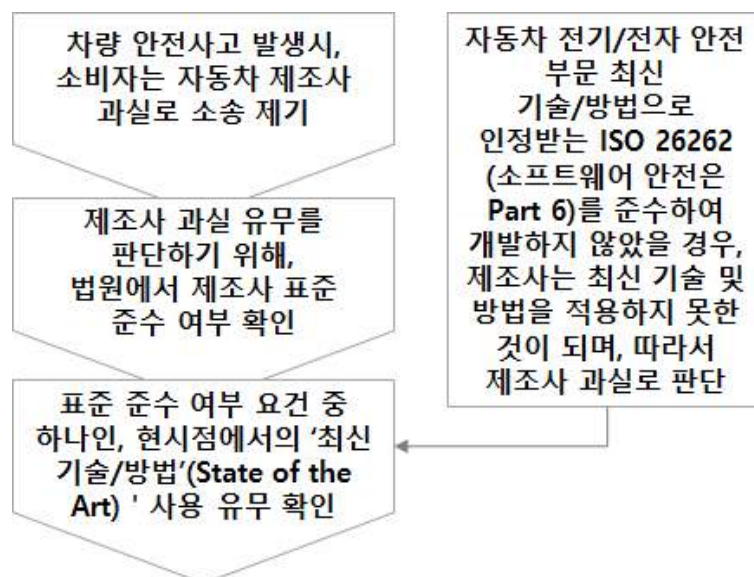 차량 안전사고 발생시,
소비자는 자동차 제조사
과실로 소송 제기
제조사 과실 유무를
판단하기 위해,
법원에서 제조사 표준
준수 여부 확인
표준 준수 여부 요건 중
하나인, 현시점에서의 ‘최신
기술/방법’(State of the
Art) ' 사용 유무 확인
자동차 전기/전자 안전
부문 최신
기술/방법으로
인정받는 ISO 26262
(소프트웨어 안전은
Part 6)를 준수하여
개발하지 않았을 경우,
제조사는 최신 기술 및
방법을 적용하지 못한
것이 되며, 따라서
제조사 과실로 판단